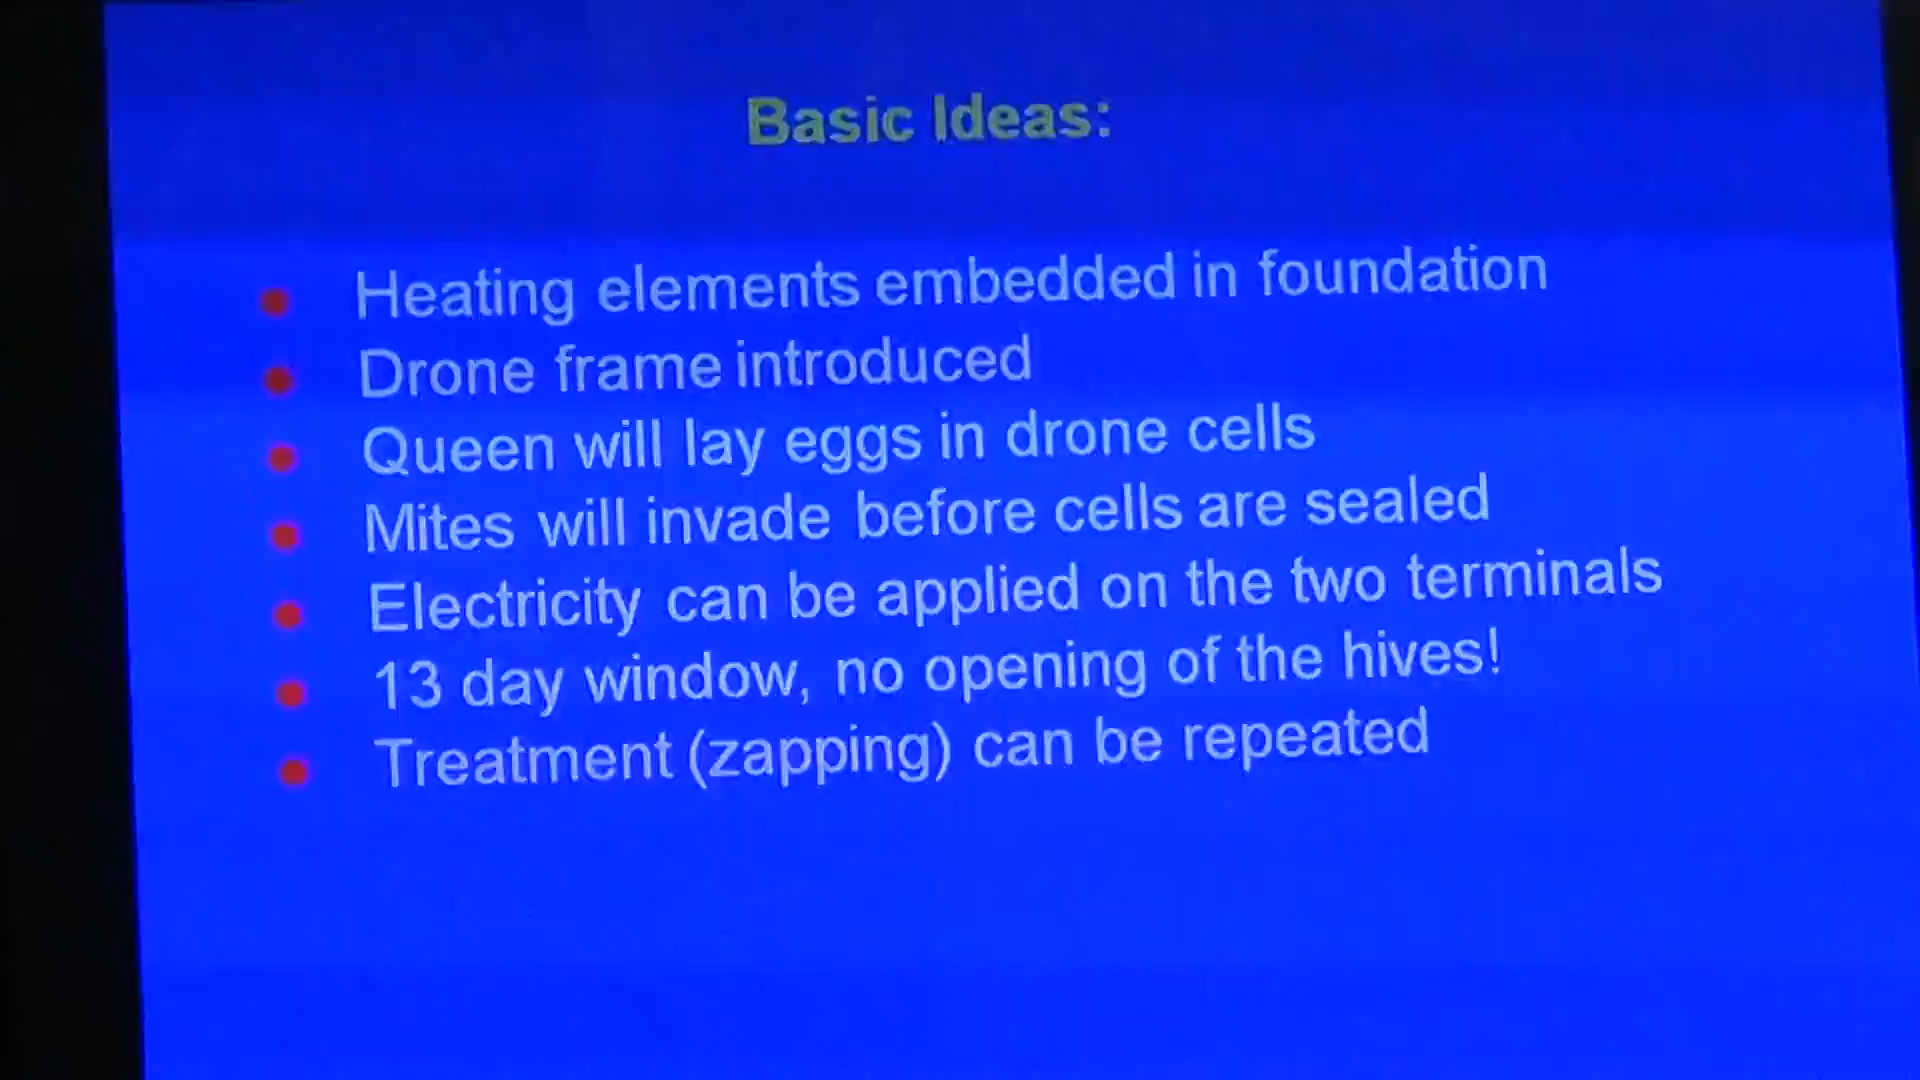 Basic Ideas:
Heating elements embedded in foundation
Drone frame introduced
Queen will lay eggs in drone cells
Mites will invade before cells are sealed
Electricity can be applied on the two terminals
13 day window, no opening of the hives!
Treatment (zapping) can be repeated